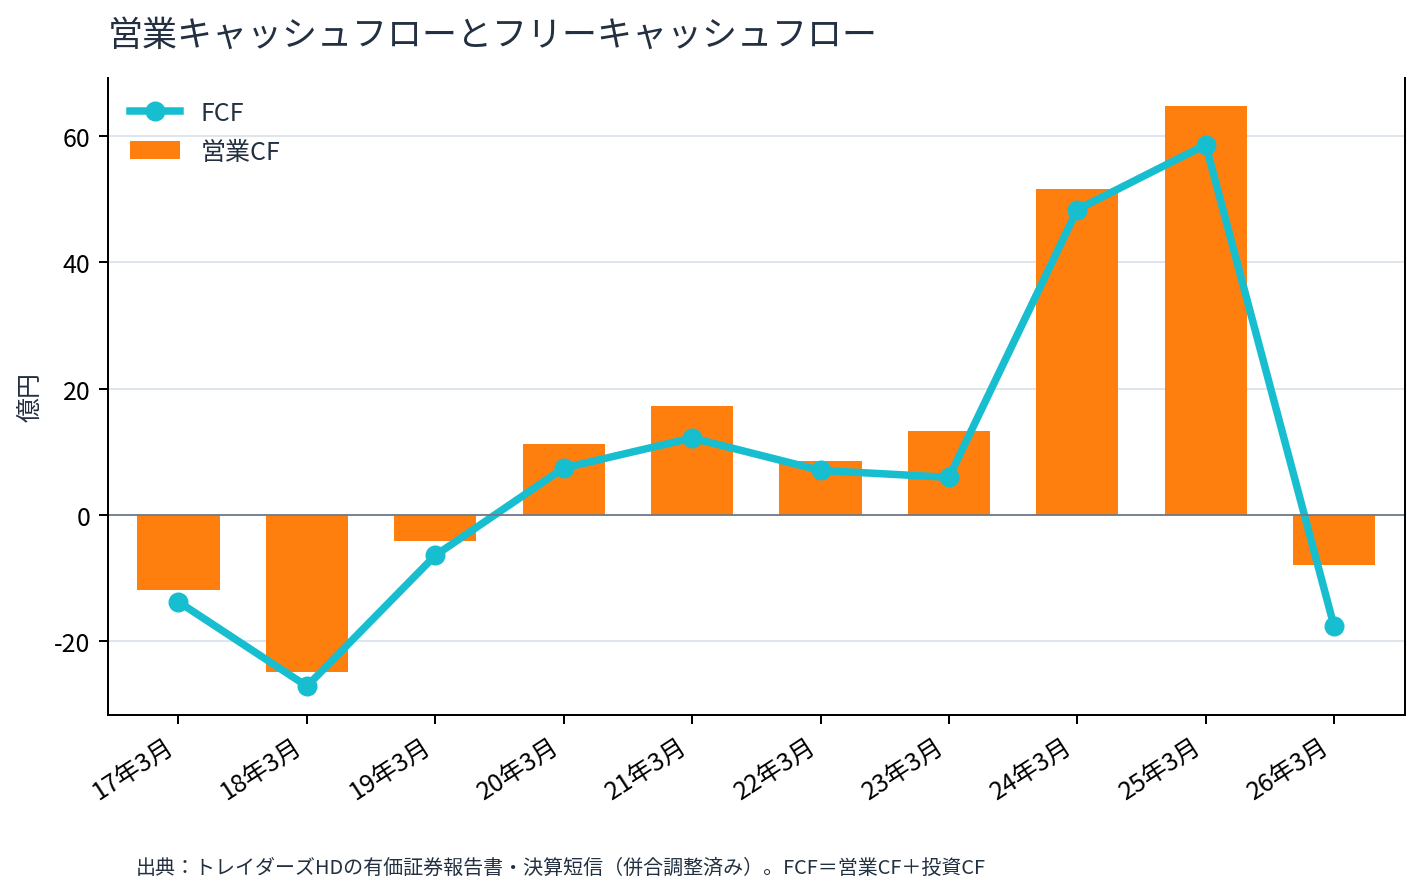 営業キャッシュフローとフリーキャッシュフロー
FCF
営業CF
億円
60
40
20
0
-20
17年3月
18年3月
19年3月
20年3月
21年3月
22年3月
23年3月
24年3月
25年3月
26年3月
出典：トレイダーズHDの有価証券報告書・決算短信（併合調整済み）。FCF＝営業CF＋投資CF